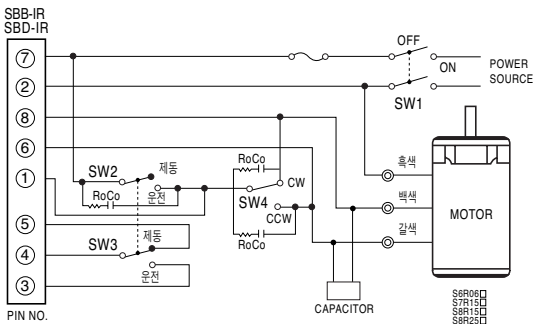 SBB-IR
SBD-IR
7
2
8
6
1
5
4
3
PIN NO.
OFF
ON
POWER
SOURCE
SW1
RoCo
SW2
제동
RoCo
운전
CW
SW4
CCW
RoCo
SW3
제동
운전
흑색
백색
갈색
MOTOR
CAPACITOR
S6R06□
S7R15□
S8R15□
S8R25□